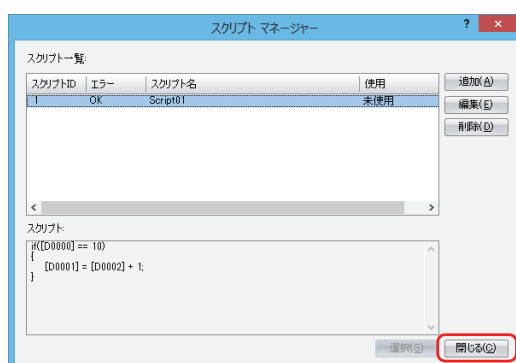 スクリプト マネージャー
? ×
スクリプト一覧:
スクリプトID エラー スクリプト名 使用
1 OK Script01 未使用
追加(A)
編集(E)
削除(D)
スクリプト:
if([D0000] == 10)
{
[D0001] = [D0002] + 1;
}
選択(S) 閉じる(C)